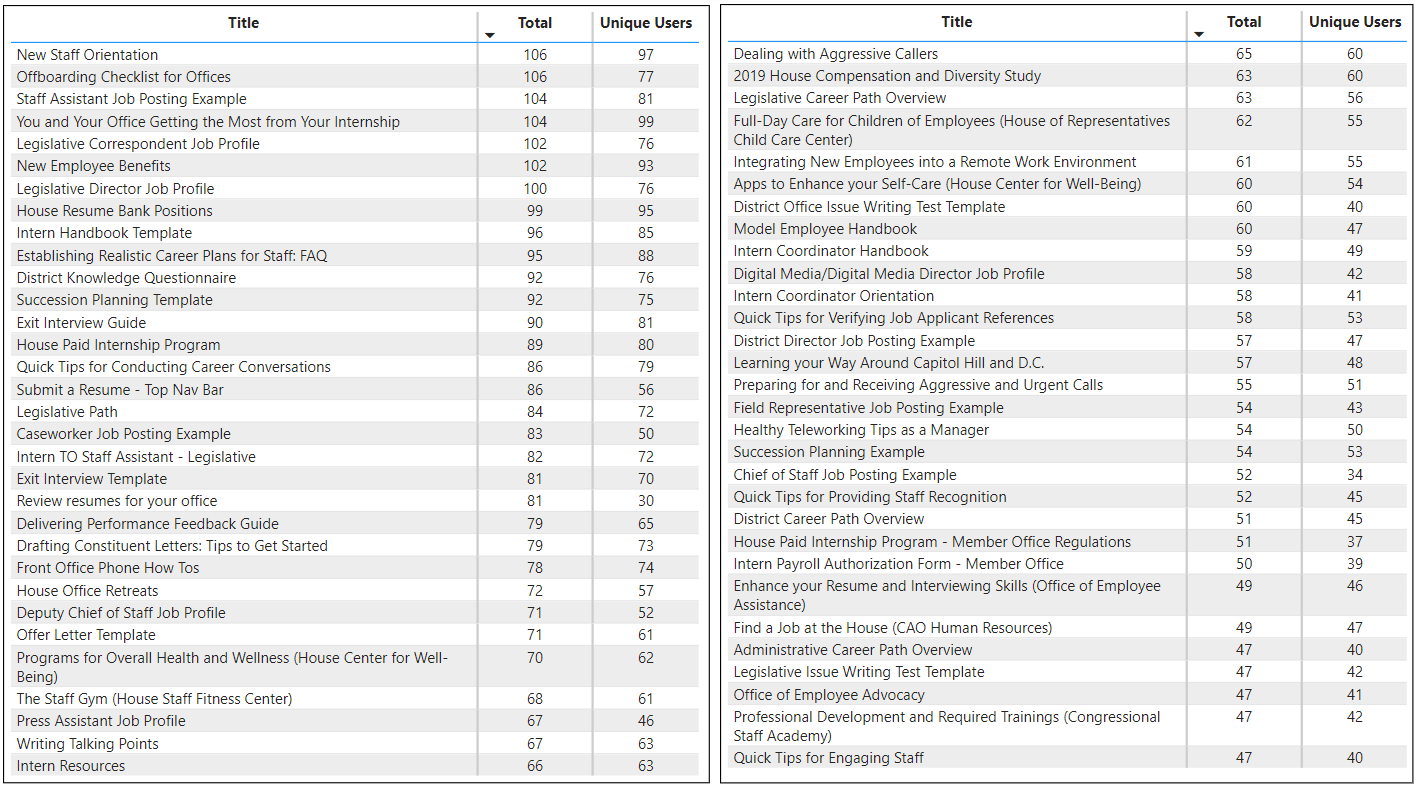 Title Total Unique Users
New Staff Orientation 106 97
Offboarding Checklist for Offices 106 77
Staff Assistant Job Posting Example 104 81
You and Your Office Getting the Most from Your Internship 104 99
Legislative Correspondent Job Profile 102 76
New Employee Benefits 102 93
Legislative Director Job Profile 100 76
House Resume Bank Positions 99 95
Intern Handbook Template 96 85
Establishing Realistic Career Plans for Staff: FAQ 95 88
District Knowledge Questionnaire 92 76
Succession Planning Template 92 75
Exit Interview Guide 90 81
House Paid Internship Program 89 80
Quick Tips for Conducting Career Conversations 86 79
Submit a Resume - Top Nav Bar 86 56
Legislative Path 84 72
Caseworker Job Posting Example 83 50
Intern TO Staff Assistant - Legislative 82 72
Exit Interview Template 81 70
Review resumes for your office 81 30
Delivering Performance Feedback Guide 79 65
Drafting Constituent Letters: Tips to Get Started 79 73
Front Office Phone How Tos 78 74
House Office Retreats 72 57
Deputy Chief of Staff Job Profile 71 52
Offer Letter Template 71 61
Programs for Overall Health and Wellness (House Center for Well- 70 62
Being)
The Staff Gym (House Staff Fitness Center) 68 61
Press Assistant Job Profile 67 46
Writing Talking Points 67 63
Intern Resources 66 63
Title Total Unique Users
Dealing with Aggressive Callers 65 60
2019 House Compensation and Diversity Study 63 60
Legislative Career Path Overview 63 56
Full-Day Care for Children of Employees (House of Representatives 62 55
Child Care Center)
Integrating New Employees into a Remote Work Environment 61 55
Apps to Enhance your Self-Care (House Center for Well-Being) 60 54
District Office Issue Writing Test Template 60 40
Model Employee Handbook 60 47
Intern Coordinator Handbook 59 49
Digital Media/Digital Media Director Job Profile 58 42
Intern Coordinator Orientation 58 41
Quick Tips for Verifying Job Applicant References 58 53
District Director Job Posting Example 57 47
Learning your Way Around Capitol Hill and D.C. 57 48
Preparing for and Receiving Aggressive and Urgent Calls 55 51
Field Representative Job Posting Example 54 43
Healthy Teleworking Tips as a Manager 54 50
Succession Planning Example 54 53
Chief of Staff Job Posting Example 52 34
Quick Tips for Providing Staff Recognition 52 45
District Career Path Overview 51 45
House Paid Internship Program - Member Office Regulations 51 37
Intern Payroll Authorization Form - Member Office 50 39
Enhance your Resume and Interviewing Skills (Office of Employee 49 46
Assistance)
Find a Job at the House (CAO Human Resources) 49 47
Administrative Career Path Overview 47 40
Legislative Issue Writing Test Template 47 42
Office of Employee Advocacy 47 41
Professional Development and Required Trainings (Congressional 47 42
Staff Academy)
Quick Tips for Engaging Staff 47 40